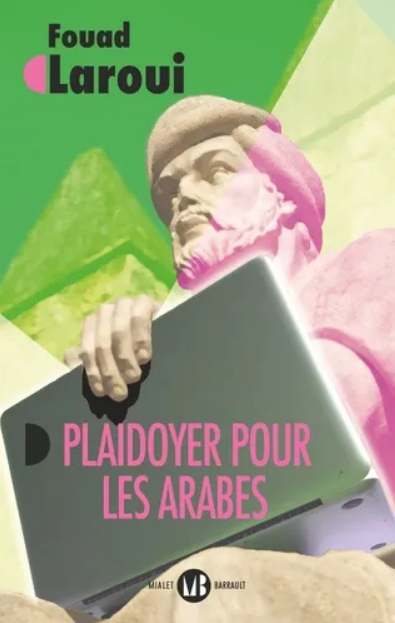 Fouad
Laroui
PLAIDOYER POUR
LES ARABES
MIALET MB BARRAULT